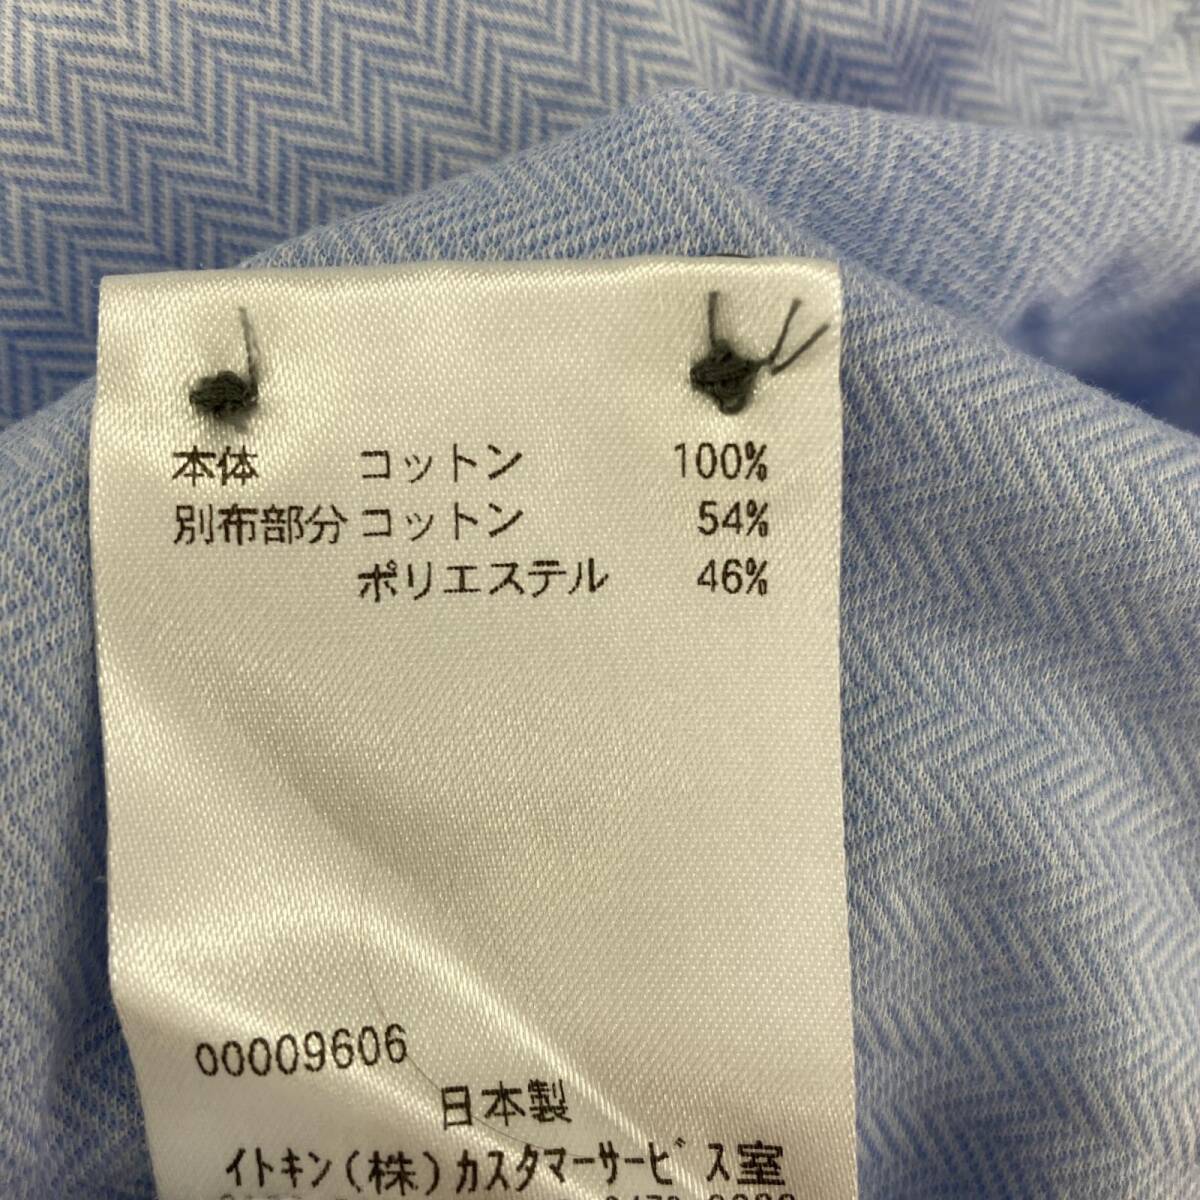 本体 コットン 100%
別布部分 コットン 54%
ポリエステル 46%
00009606
日本製
イトキン(株)カスタマーサービス室